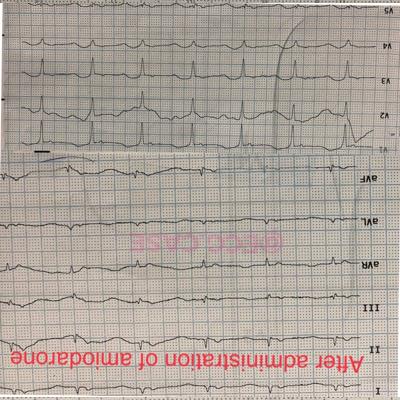 After administration of amiodarone
I
II
III
aVR
@ECG CASE
aVL
aVF
V1
V2
V3
V4
V5